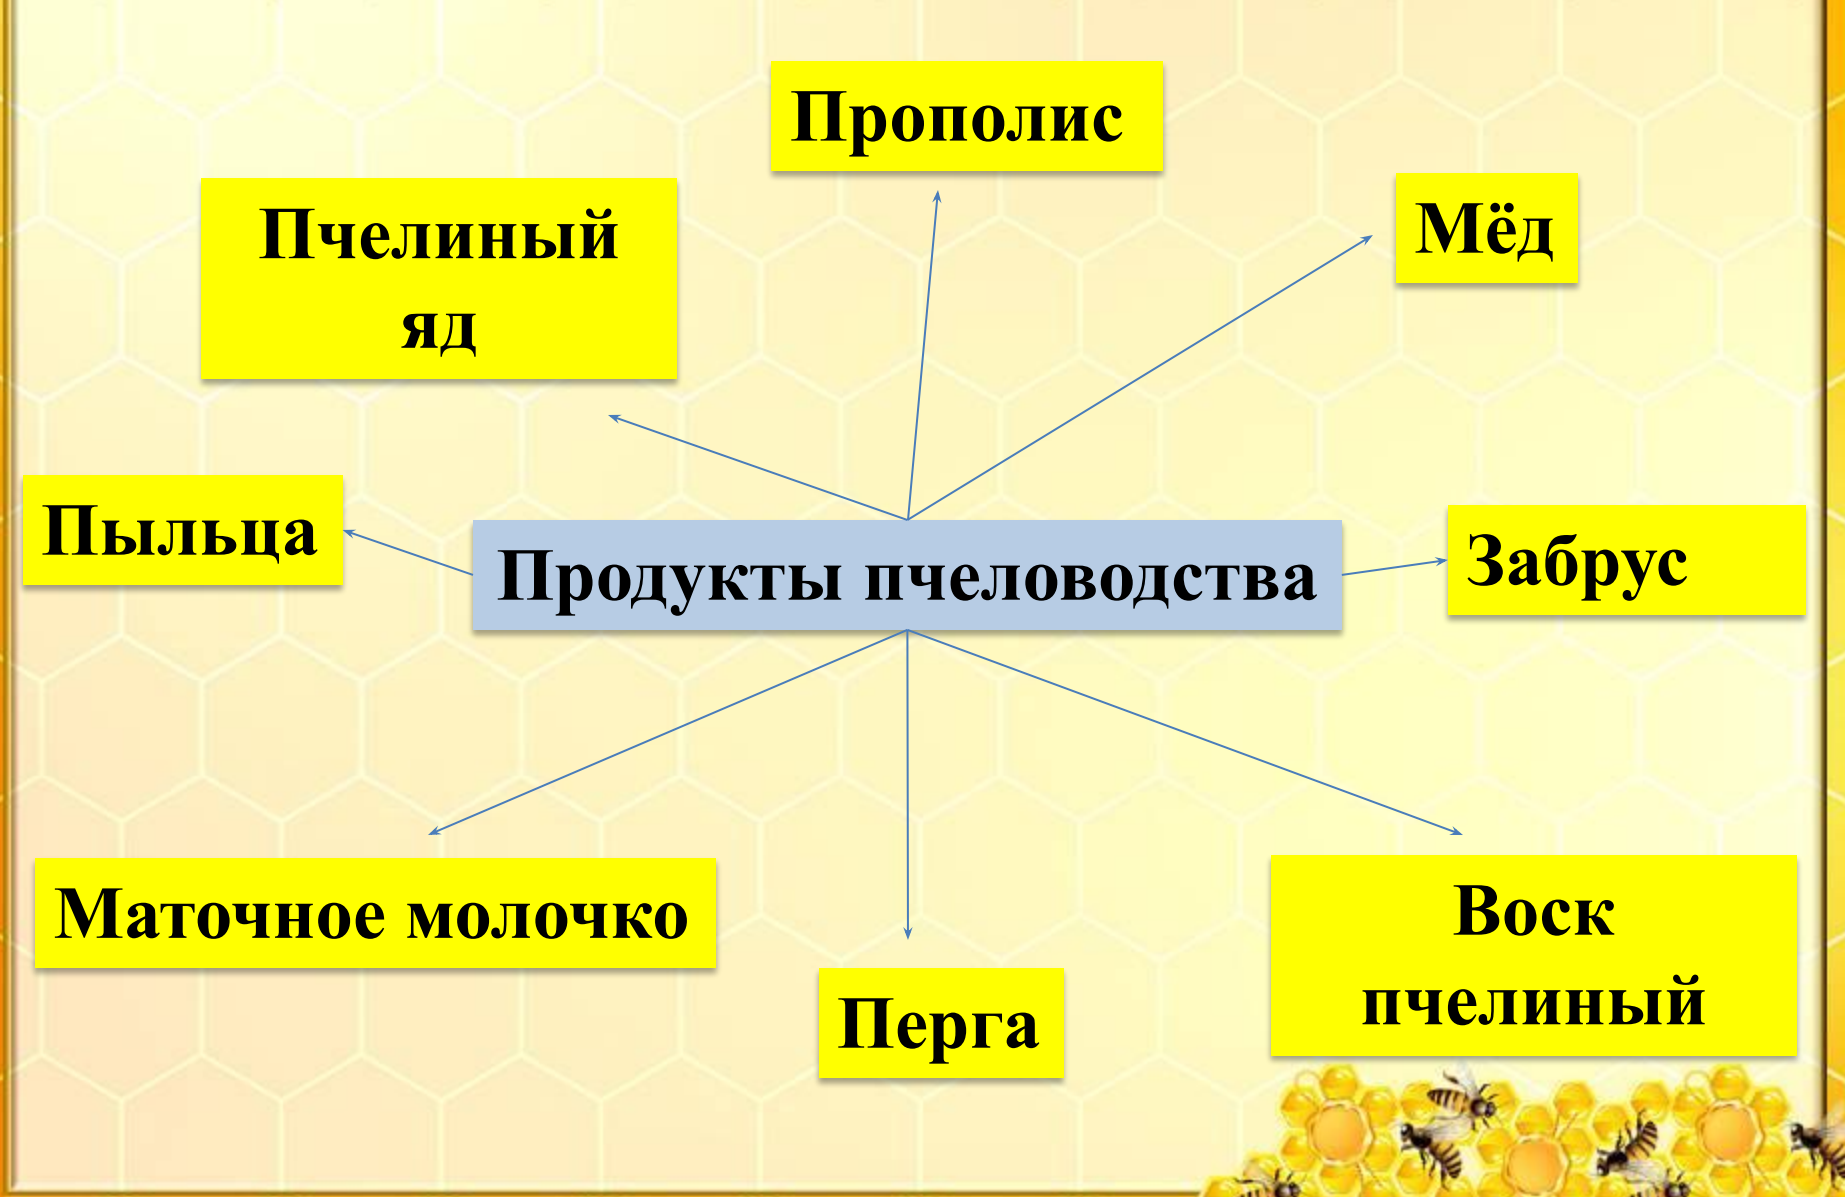 Прополис
Мёд
Пчелиный
яд
Пыльца
Продукты пчеловодства
Забрус
Маточное молочко
Воск
пчелиный
Перга